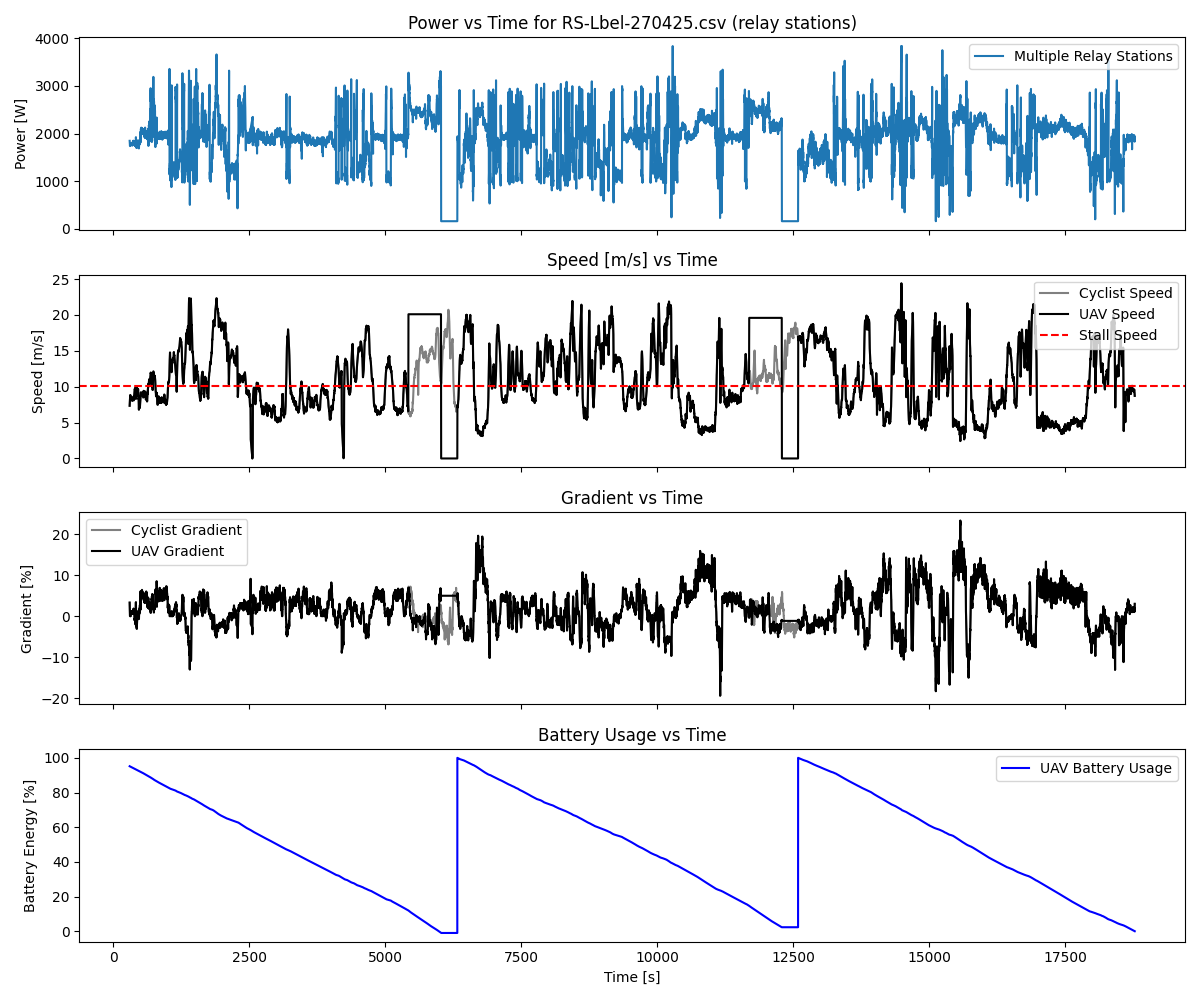 Power vs Time for RS-Lbel-270425.csv (relay stations)
4000
3000
2000
1000
0
Power [W]
Multiple Relay Stations
Speed [m/s] vs Time
25
20
15
10
5
0
Speed [m/s]
Cyclist Speed
UAV Speed
Stall Speed
Gradient vs Time
20
10
0
−10
−20
Gradient [%]
Cyclist Gradient
UAV Gradient
Battery Usage vs Time
100
80
60
40
20
0
Battery Energy [%]
UAV Battery Usage
0 2500 5000 7500 10000 12500 15000 17500
Time [s]